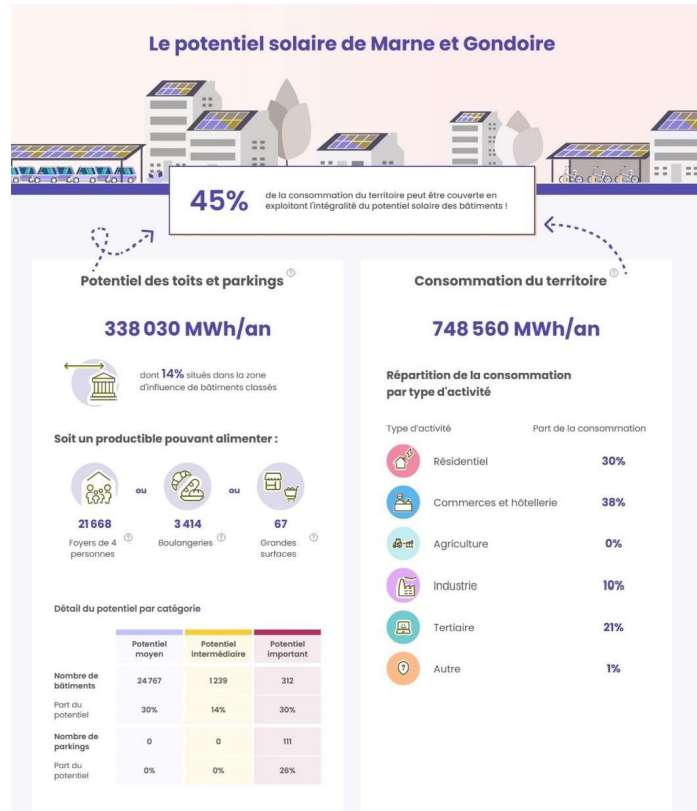 Le potentiel solaire de Marne et Gondoire
45%
de la consommation du territoire peut être couverte en
exploitant l'intégralité du potentiel solaire des bâtiments !
Potentiel des toits et parkings ?
338 030 MWh/an
dont 14% situés dans la zone
d'influence de bâtiments classés
Soit un productible pouvant alimenter :
ou
ou
21 668
Foyers de 4
personnes ?
3 414
Boulangeries ?
67
Grandes
surfaces ?
Détail du potentiel par catégorie
Potentiel
moyen
Potentiel
intermédiaire
Potentiel
important
Nombre de
bâtiments
24 767
1 239
312
Part du
potentiel
30%
14%
30%
Nombre de
parkings
0
0
111
Part du
potentiel
0%
0%
26%
Consommation du territoire ?
748 560 MWh/an
Répartition de la consommation
par type d'activité
Type d'activité
Part de la consommation
Résidentiel
30%
Commerces et hôtellerie
38%
Agriculture
0%
Industrie
10%
Tertiaire
21%
? Autre
1%